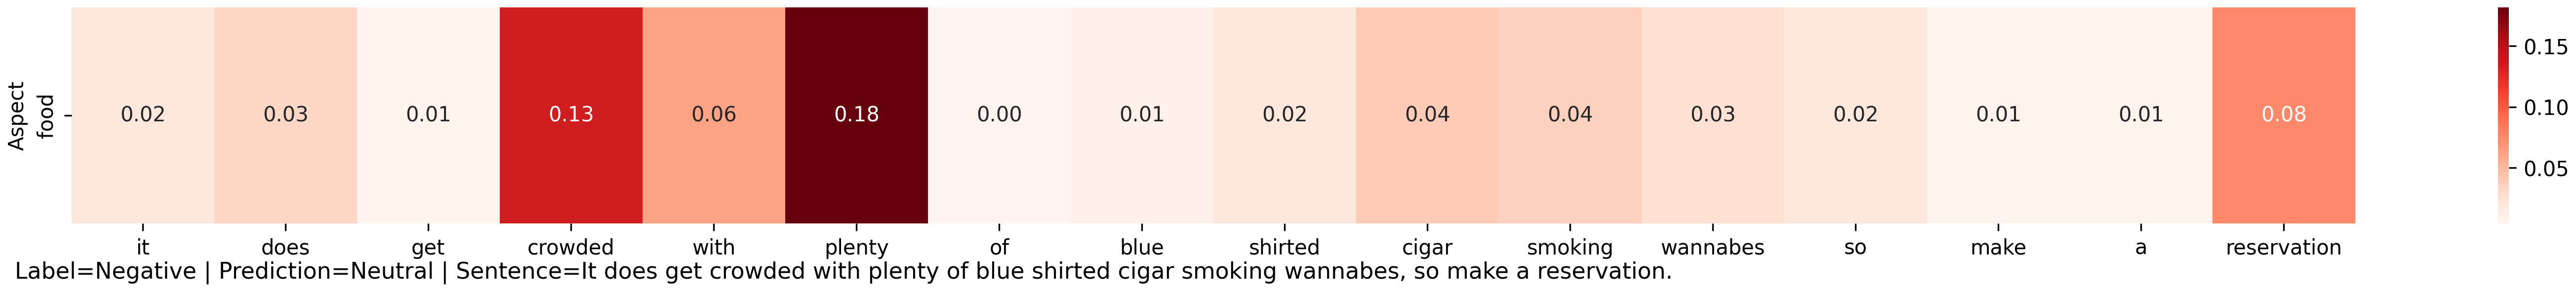 Aspect
food
0.02 0.03 0.01 0.13 0.06 0.18 0.00 0.01 0.02 0.04 0.04 0.03 0.02 0.01 0.01 0.08
it does get crowded with plenty of blue shirted cigar smoking wannabes so make a reservation
Label=Negative | Prediction=Neutral | Sentence=It does get crowded with plenty of blue shirted cigar smoking wannabes, so make a reservation.
0.15
0.10
0.05